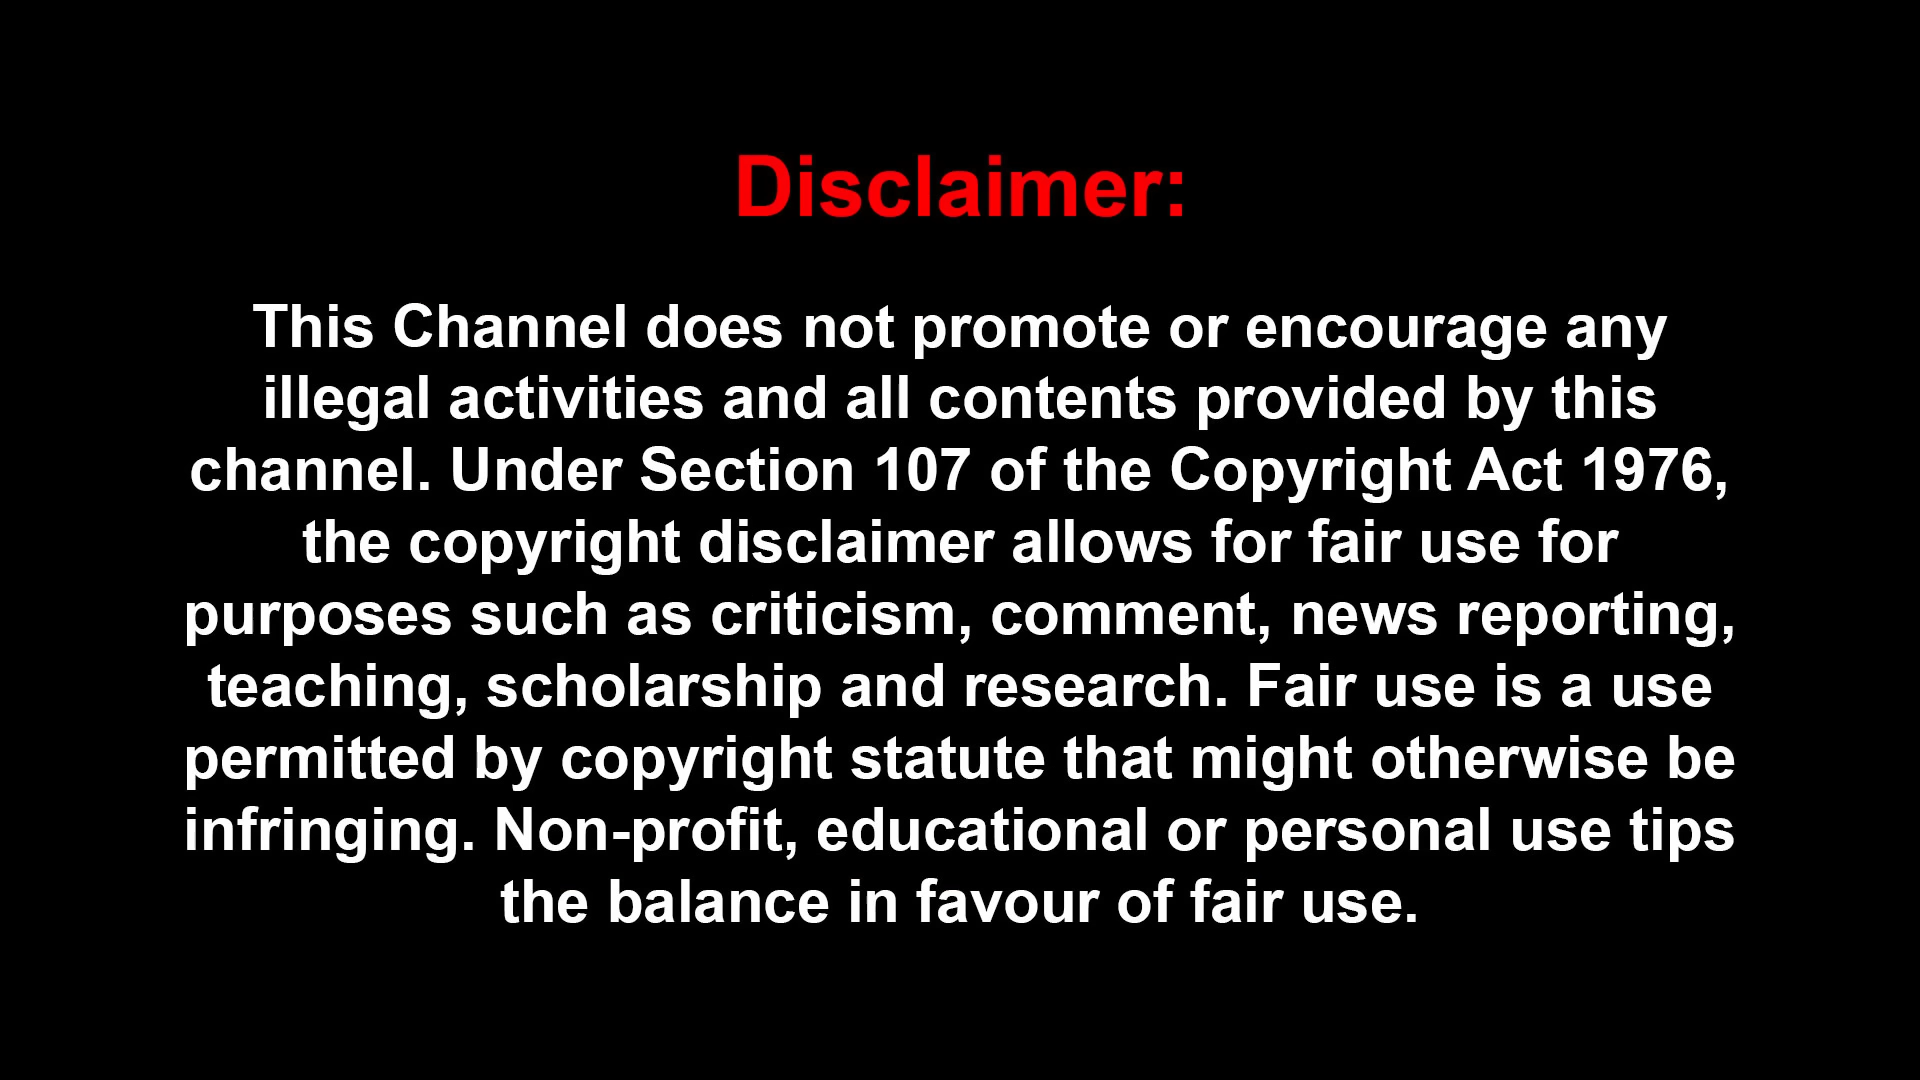 Disclaimer:
This Channel does not promote or encourage any
illegal activities and all contents provided by this
channel. Under Section 107 of the Copyright Act 1976,
the copyright disclaimer allows for fair use for
purposes such as criticism, comment, news reporting,
teaching, scholarship and research. Fair use is a use
permitted by copyright statute that might otherwise be
infringing. Non-profit, educational or personal use tips
the balance in favour of fair use.